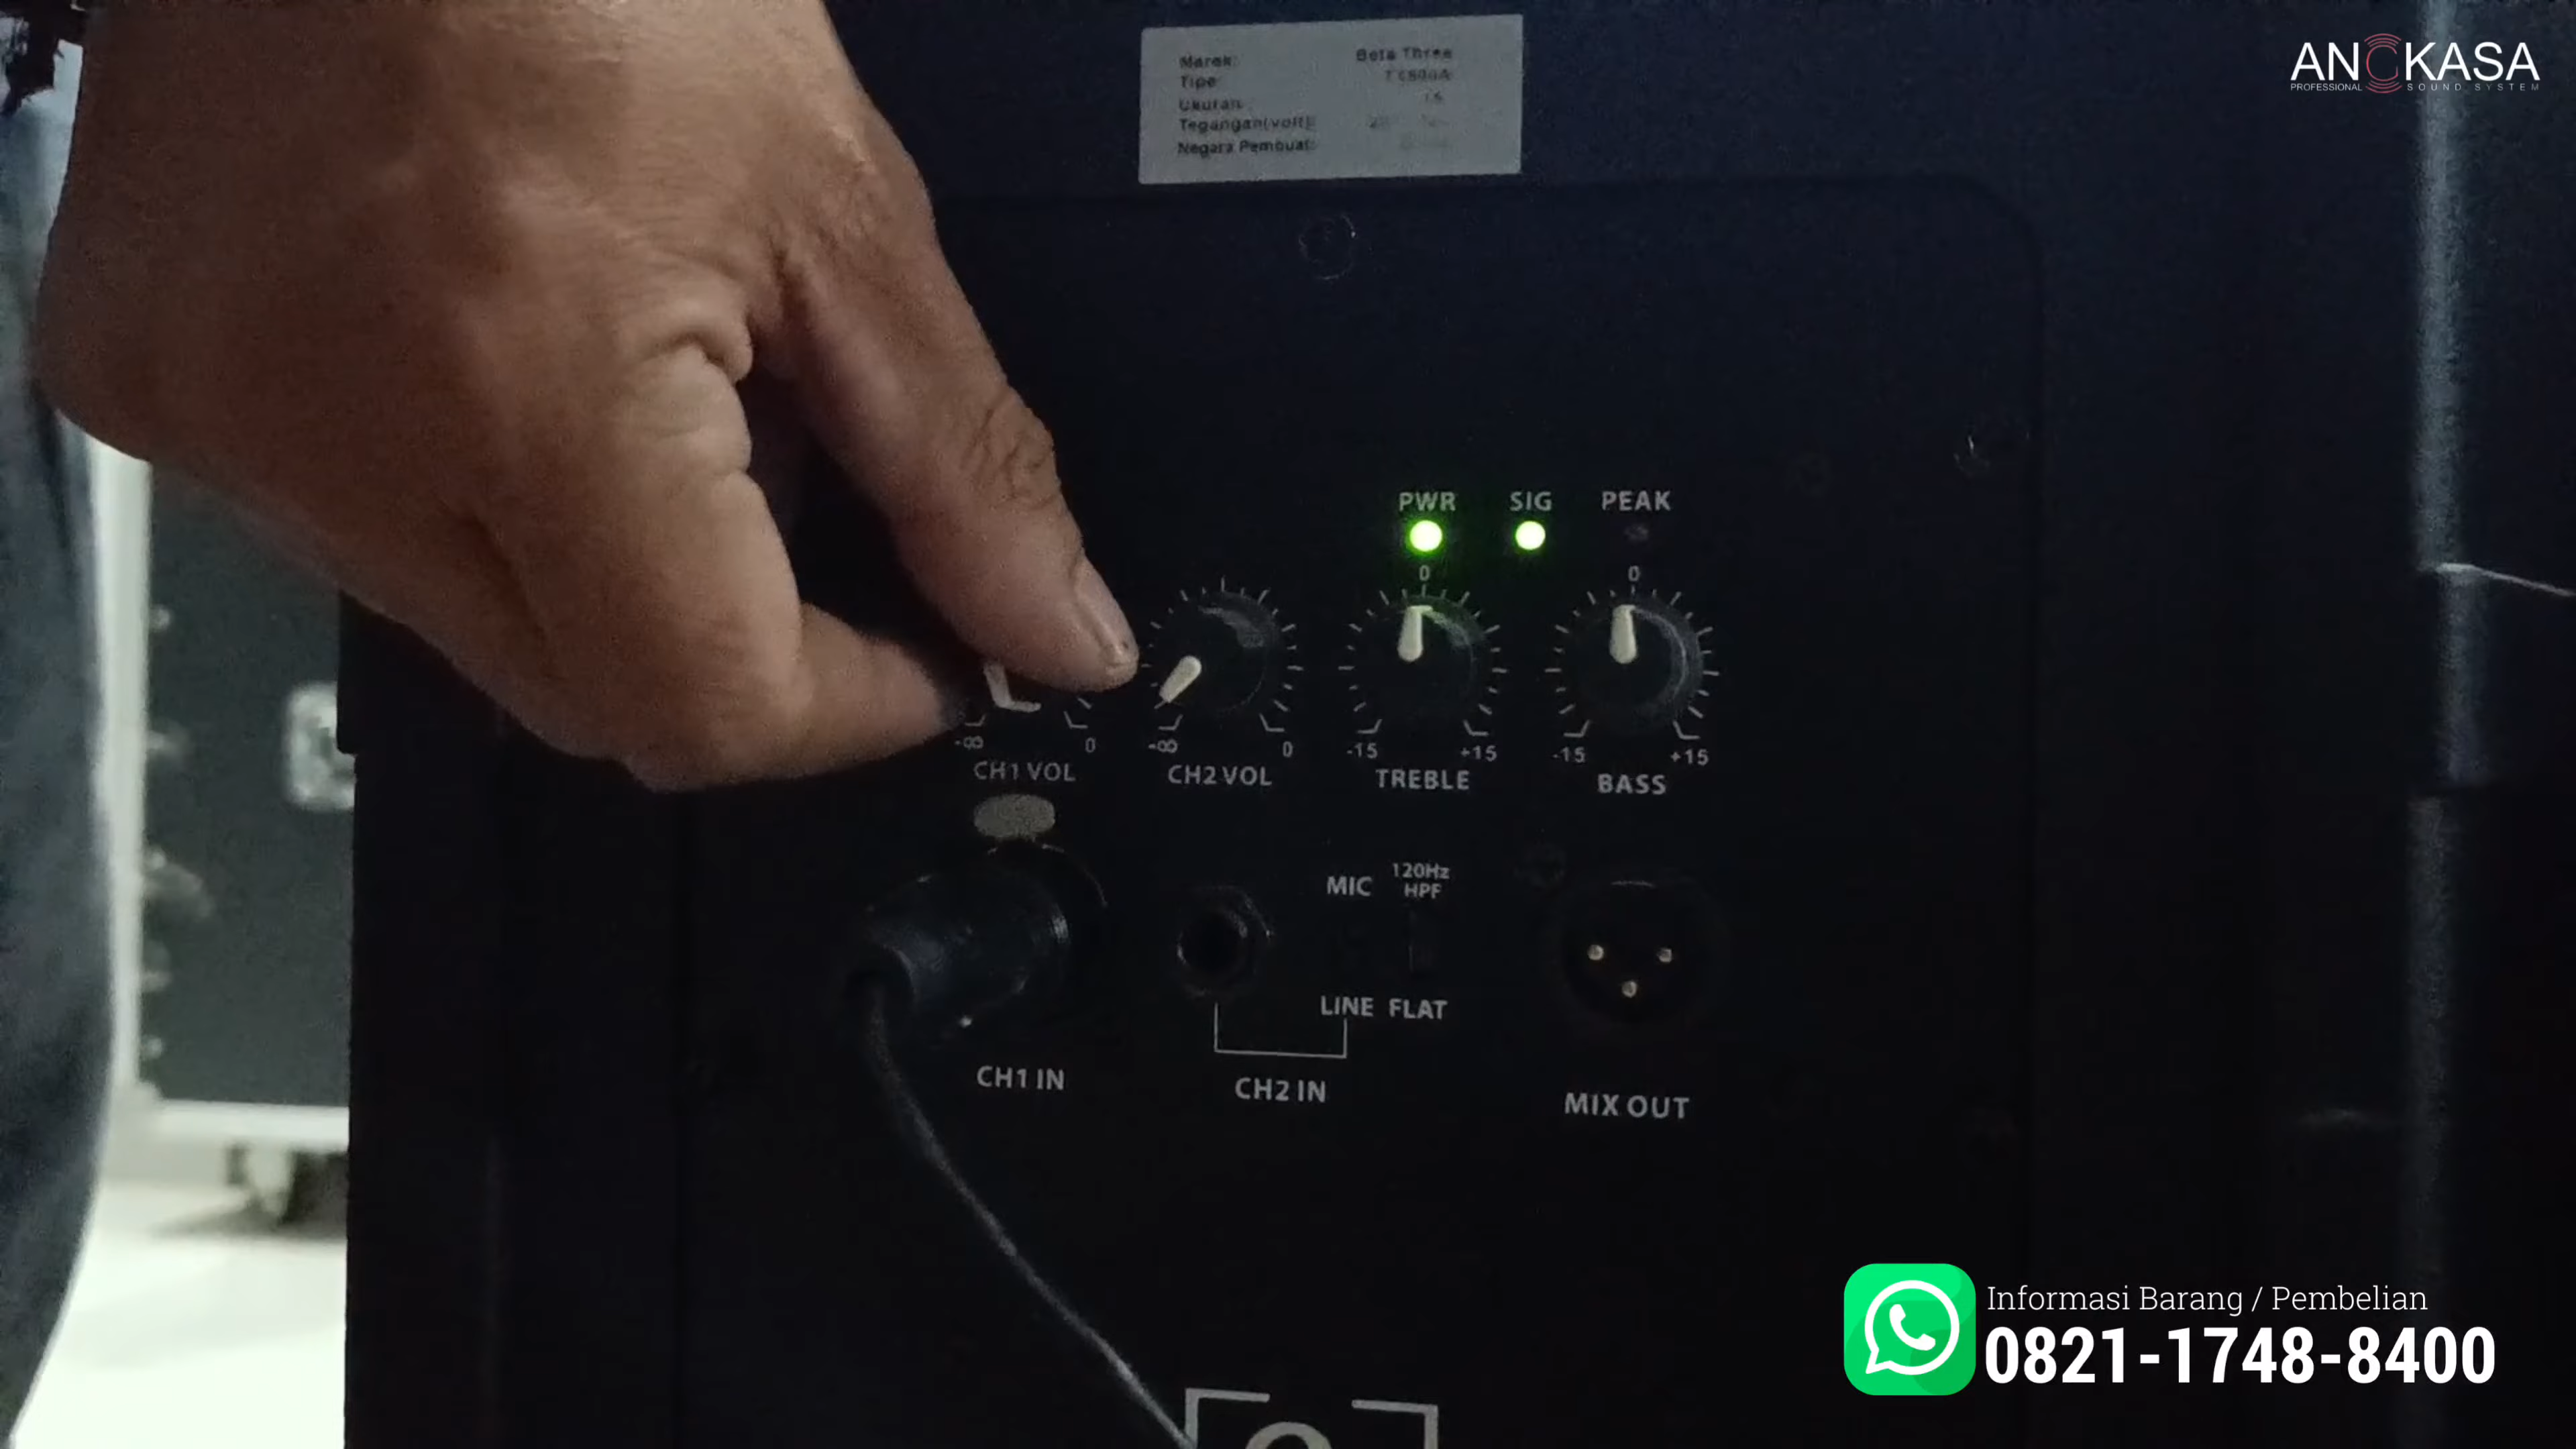 ANGKASA
PROFESSIONAL SOUND SYSTEM
Merek: Beta Three
Tipe
Ukuran:
Tegangan(volt):
Negara Pembuat:
PWR SIG PEAK
0 0
-∞ 0 -∞ 0 -15 +15 -15 +15
CH1 VOL CH2 VOL TREBLE BASS
MIC 120Hz HPF
LINE FLAT
CH1 IN CH2 IN MIX OUT
Informasi Barang / Pembelian
0821-1748-8400